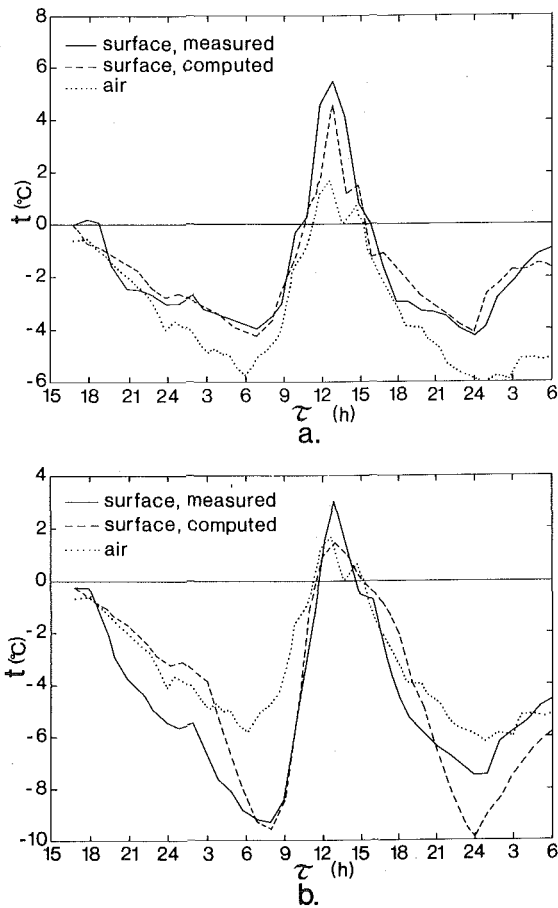 8
6
4
2
0
-2
-4
-6
t(°C)
surface, measured
surface, computed
air
15 18 21 24 3 6 9 12 15 18 21 24 3 6
τ (h)
a.
4
2
0
-2
-4
-6
-8
-10
t(°C)
surface, measured
surface, computed
air
15 18 21 24 3 6 9 12 15 18 21 24 3 6
τ (h)
b.